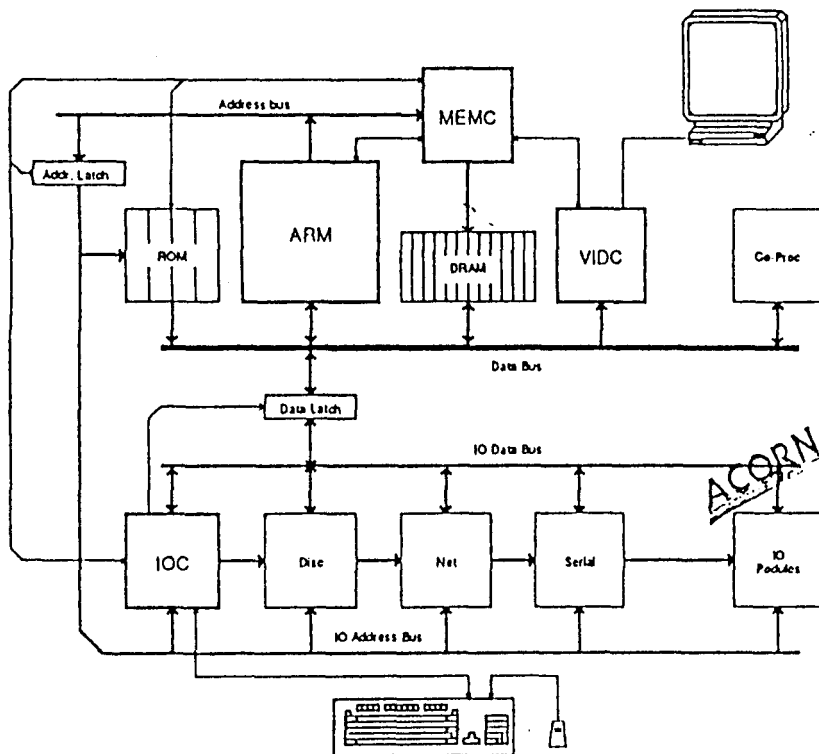 Address bus
MEMC
Addr. Latch
ROM
ARM
DRAM
VIDC
Co-Proc
Data Bus
Data Latch
IO Data Bus
ACORN
IOC
Disc
Net
Serial
IO
Podules
IO Address Bus